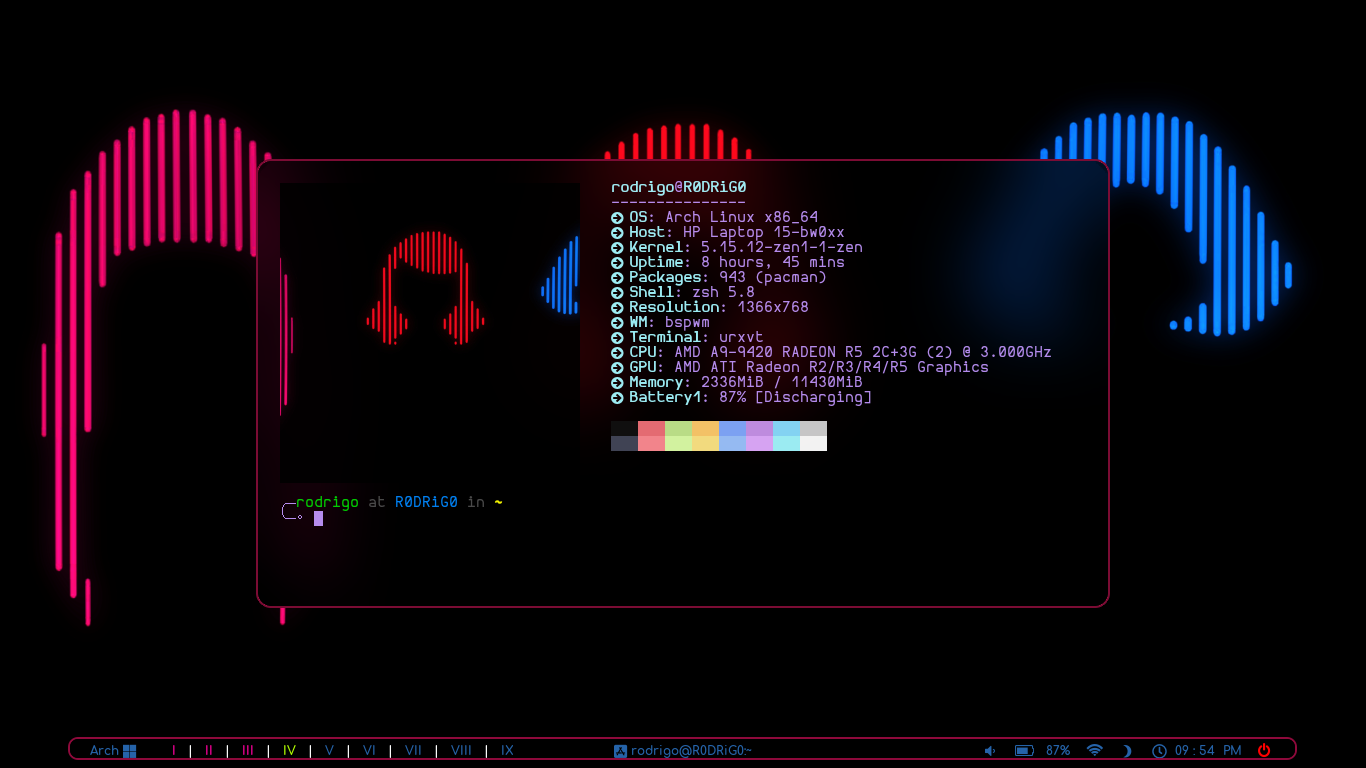 rodrigo@R0DRiG0
---------------
OS: Arch Linux x86_64
Host: HP Laptop 15-bw0xx
Kernel: 5.15.12-zen1-1-zen
Uptime: 8 hours, 45 mins
Packages: 943 (pacman)
Shell: zsh 5.8
Resolution: 1366x768
WM: bspwm
Terminal: urxvt
CPU: AMD A9-9420 RADEON R5 2C+3G (2) @ 3.000GHz
GPU: AMD ATI Radeon R2/R3/R4/R5 Graphics
Memory: 2336MiB / 11430MiB
Battery1: 87% [Discharging]
rodrigo at R0DRiG0 in ~
Arch I | II | III | IV | V | VI | VII | VIII | IX rodrigo@R0DRiG0:~ 87% 09:54 PM